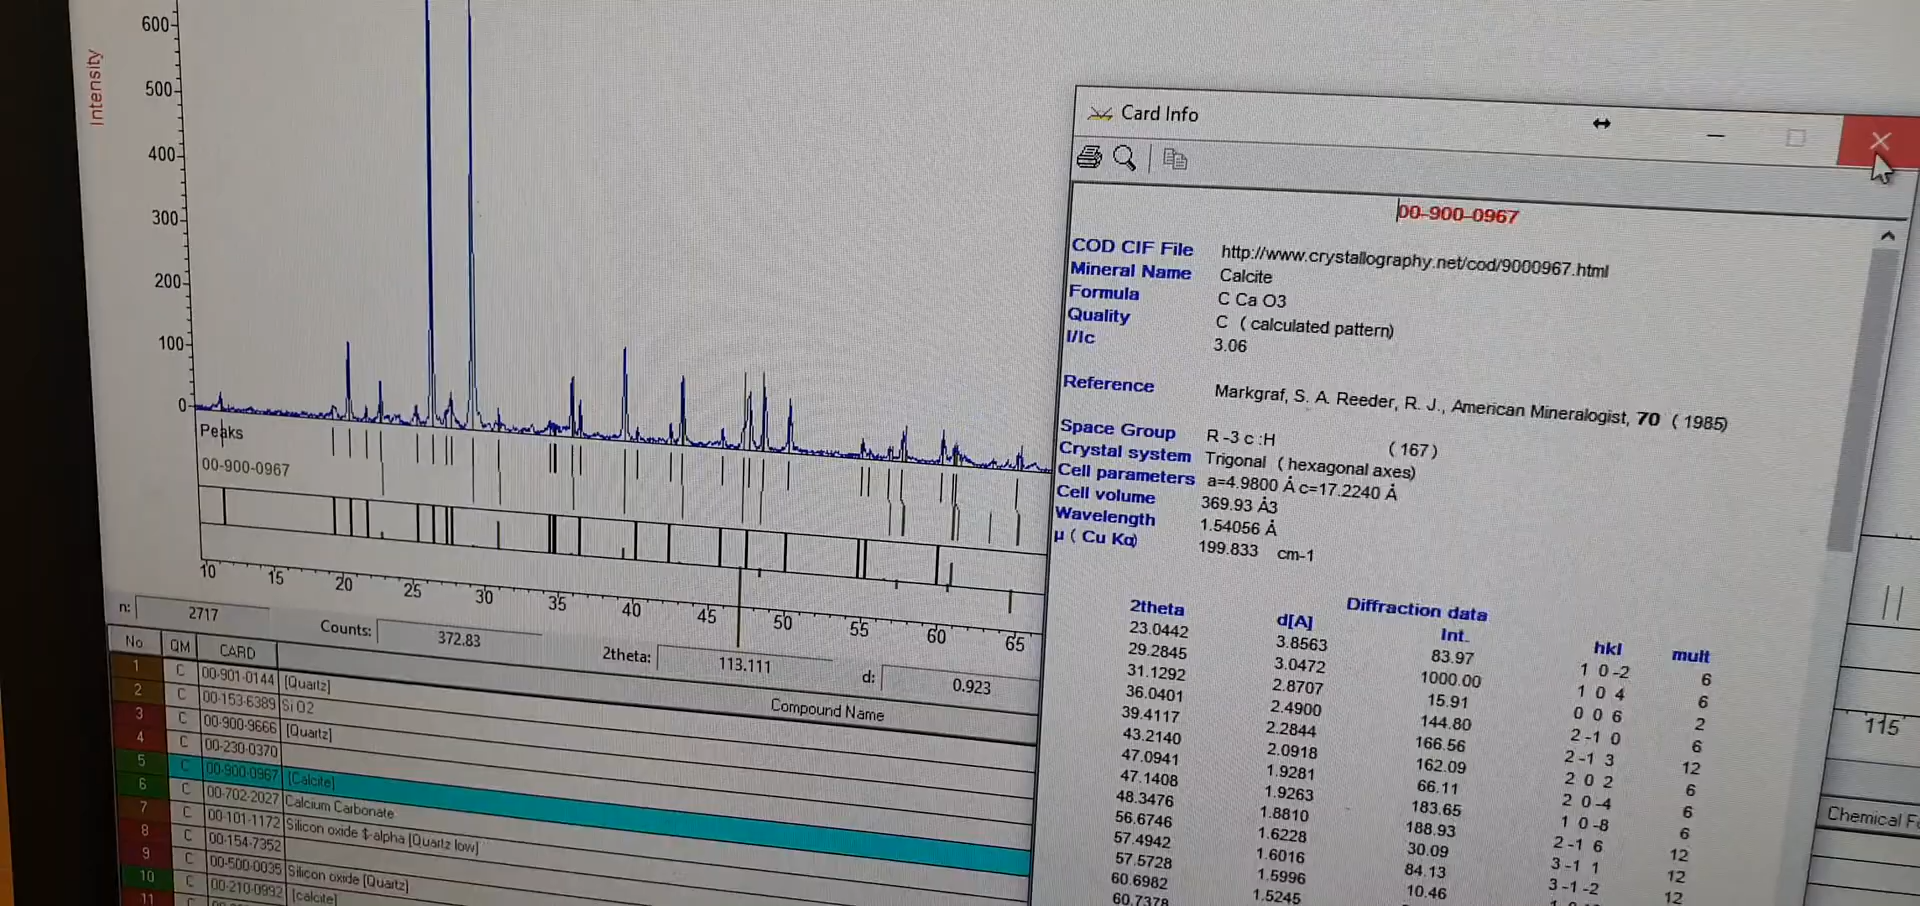 Intensity
600
500
400
300
200
100
0
Peaks
00-900-0967
10 15 20 25 30 35 40 45 50 55 60 65
115
n: 2717 Counts: 372.83 2theta: 113.111 d: 0.923
No QM CARD Compound Name
Chemical F
1 C 00-901-0144 [Quartz]
2 C 00-153-6389 Si O2
3 C 00-900-9666 [Quartz]
4 C 00-230-0370
5 C 00-900-0967 [Calcite]
6 C 00-702-2027 Calcium Carbonate
7 C 00-101-1172 Silicon oxide $-alpha [Quartz low]
8 C 00-154-7352
9 C 00-500-0035 Silicon oxide [Quartz]
10 C 00-210-0992 [calcite]
11
Card Info
00-900-0967
COD CIF File http://www.crystallography.net/cod/9000967.html
Mineral Name Calcite
Formula C Ca O3
Quality C ( calculated pattern)
I/Ic 3.06
Reference Markgraf, S. A. Reeder, R. J., American Mineralogist, 70 ( 1985)
Space Group R -3 c :H ( 167)
Crystal system Trigonal ( hexagonal axes)
Cell parameters a=4.9800 Å c=17.2240 Å
Cell volume 369.93 Å3
Wavelength 1.54056 Å
µ ( Cu Kα) 199.833 cm-1
Diffraction data
2theta d[A] Int. hkl mult
23.0442 3.8563 83.97 1 0 -2 6
29.2845 3.0472 1000.00 1 0 4 6
31.1292 2.8707 15.91 0 0 6 2
36.0401 2.4900 144.80 2 -1 0 6
39.4117 2.2844 166.56 2 -1 3 12
43.2140 2.0918 162.09 2 0 2 6
47.0941 1.9281 66.11 2 0 -4 6
47.1408 1.9263 183.65 1 0 -8 6
48.3476 1.8810 188.93 2 -1 6 12
56.6746 1.6228 30.09 3 -1 1 12
57.4942 1.6016 84.13 3 -1 -2 12
57.5728 1.5996 10.46
60.6982 1.5245
60.7378